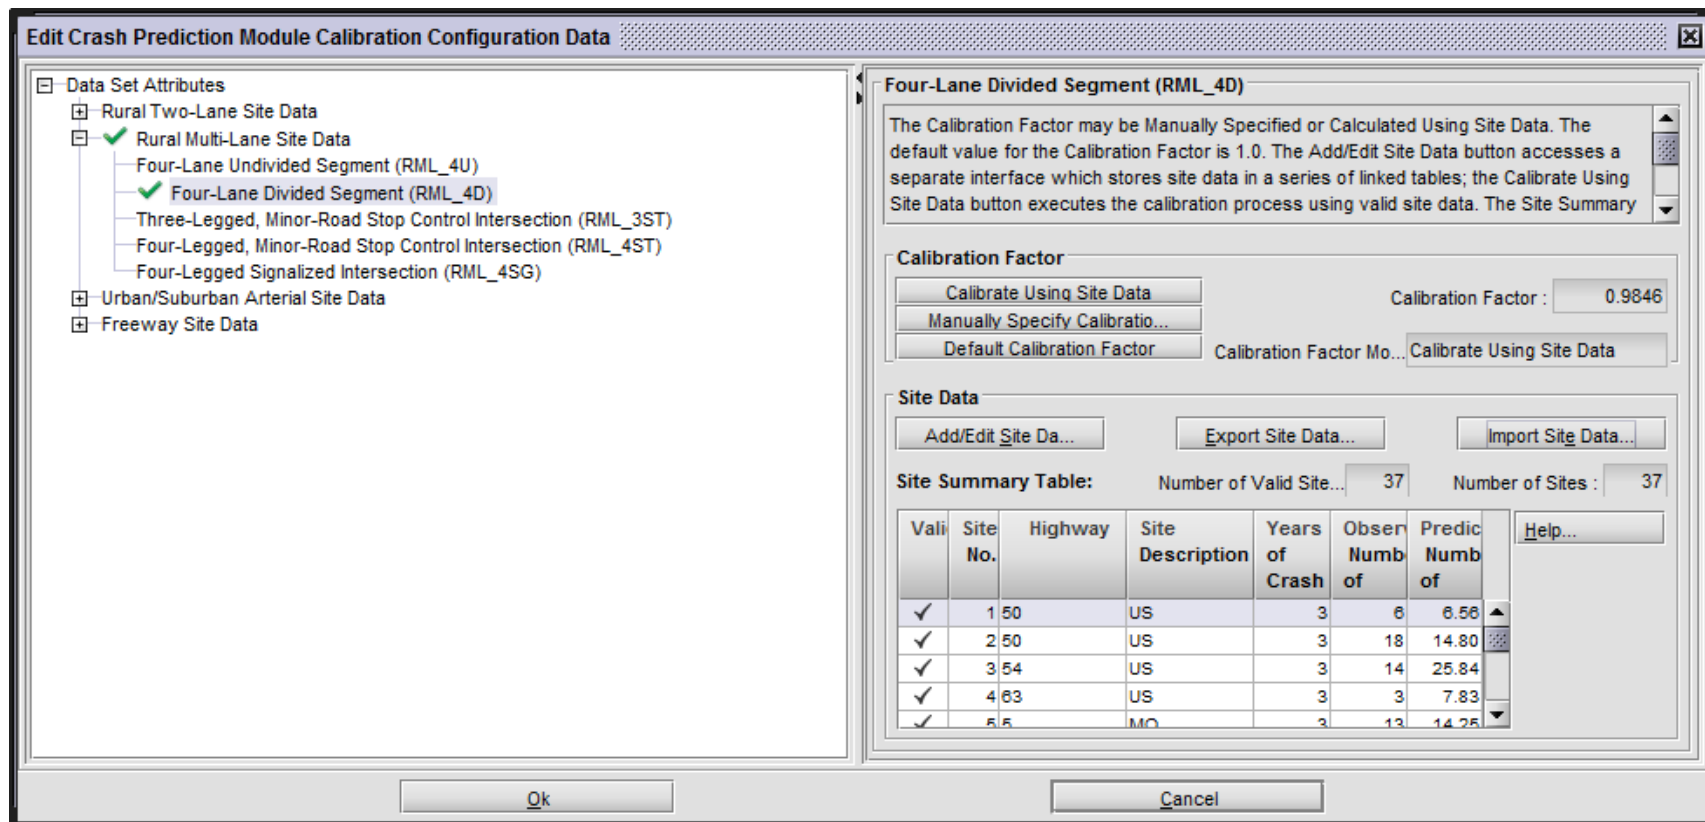 Edit Crash Prediction Module Calibration Configuration Data
Data Set Attributes
Rural Two-Lane Site Data
Rural Multi-Lane Site Data
Four-Lane Undivided Segment (RML_4U)
Four-Lane Divided Segment (RML_4D)
Three-Legged, Minor-Road Stop Control Intersection (RML_3ST)
Four-Legged, Minor-Road Stop Control Intersection (RML_4ST)
Four-Legged Signalized Intersection (RML_4SG)
Urban/Suburban Arterial Site Data
Freeway Site Data
Four-Lane Divided Segment (RML_4D)
The Calibration Factor may be Manually Specified or Calculated Using Site Data. The
default value for the Calibration Factor is 1.0. The Add/Edit Site Data button accesses a
separate interface which stores site data in a series of linked tables; the Calibrate Using
Site Data button executes the calibration process using valid site data. The Site Summary
Calibration Factor
Calibrate Using Site Data
Calibration Factor : 0.9846
Manually Specify Calibratio...
Default Calibration Factor
Calibration Factor Mo... Calibrate Using Site Data
Site Data
Add/Edit Site Da... Export Site Data... Import Site Data...
Site Summary Table: Number of Valid Site... 37 Number of Sites : 37
Vali Site Highway Site Years Observ Predic
No. Description of Numb Numb
Crash of of
Help...
1 50 US 3 6 6.56
2 50 US 3 18 14.80
3 54 US 3 14 25.84
4 63 US 3 3 7.83
5 5 MO 3 13 14.25
Ok Cancel